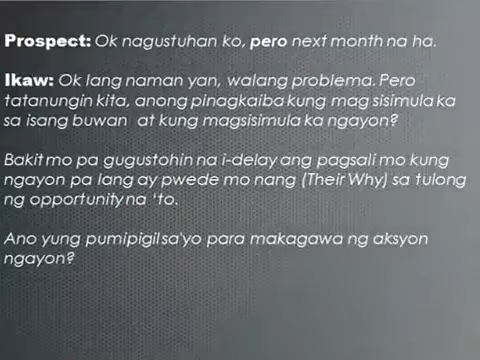 Prospect: Ok nagustuhan ko, pero next month na ha.
Ikaw: Ok lang naman yan, walang problema. Pero
tatanungin kita, anong pinagkaiba kung mag sisimula ka
sa isang buwan at kung magsisimula ka ngayon?
Bakit mo pa gugustohin na i-delay ang pagsali mo kung
ngayon pa lang ay pwede mo nang (Their Why) sa tulong
ng opportunity na ‘to.
Ano yung pumipigil sa'yo para makagawa ng aksyon
ngayon?